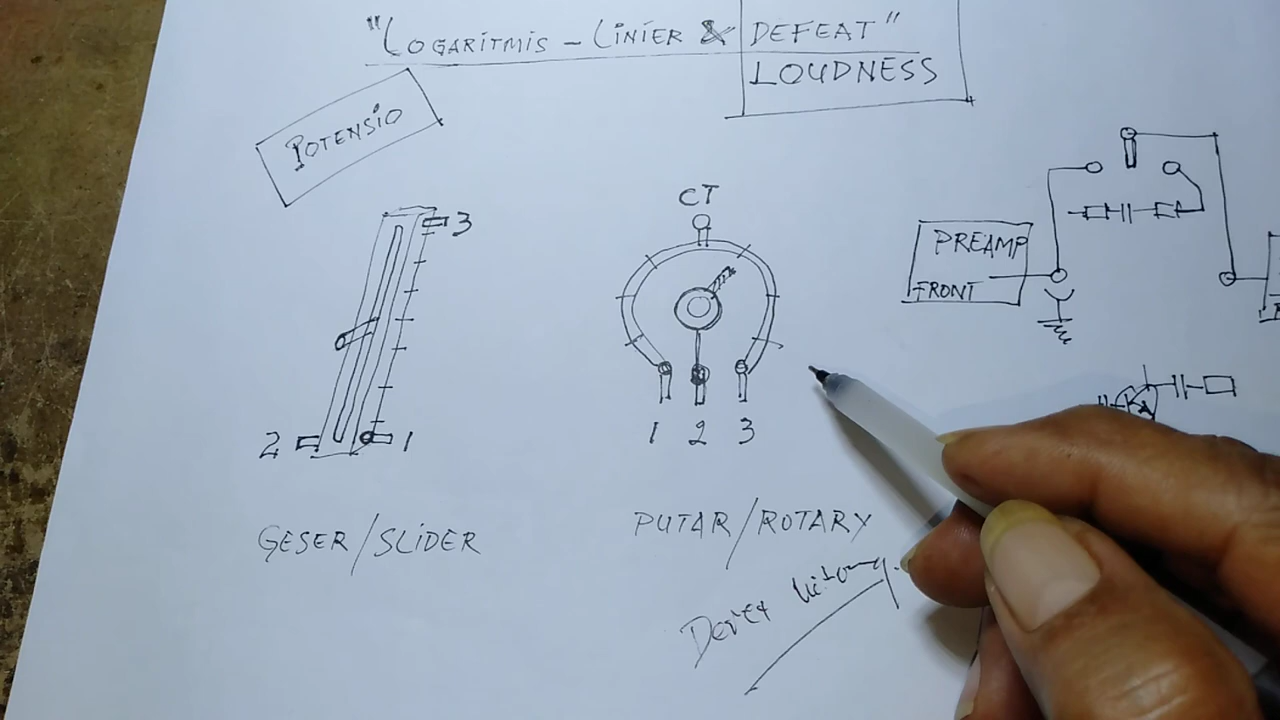 "LOGARITMIS - LINIER & DEFEAT"
LOUDNESS
POTENSIO
3
2
1
GESER/SLIDER
CT
1 2 3
PUTAR/ROTARY
PREAMP
FRONT